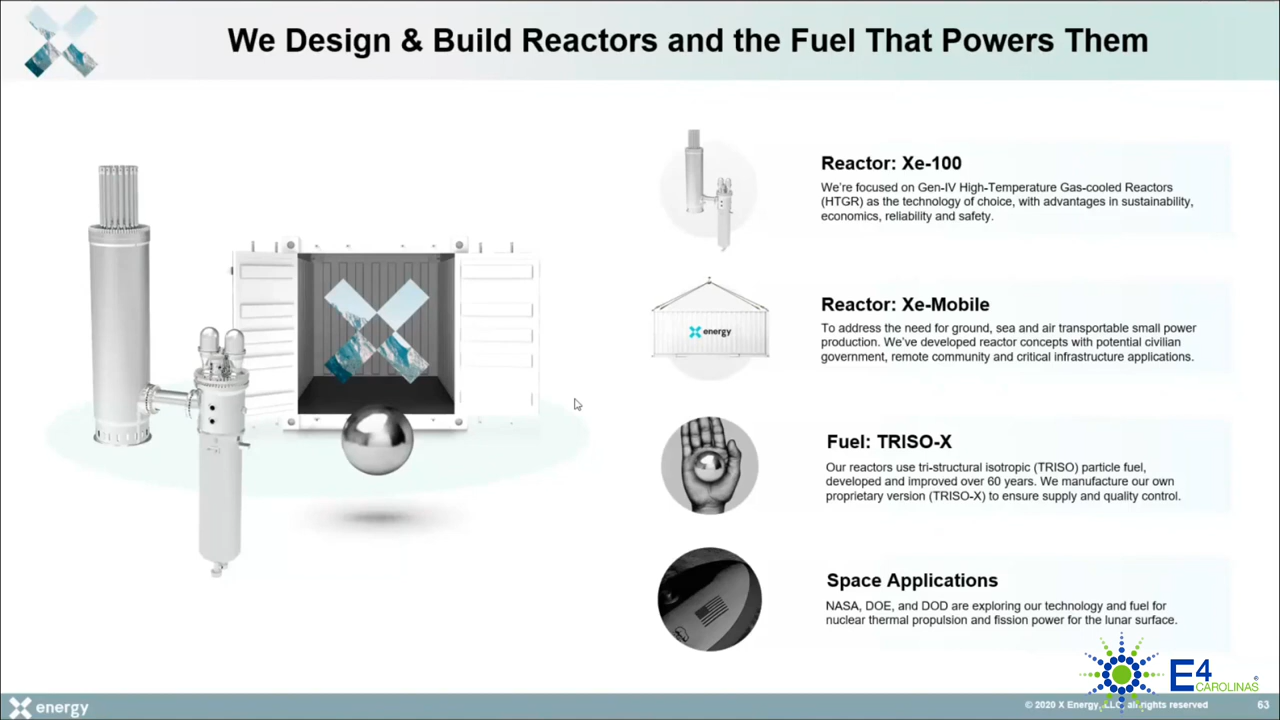 We Design & Build Reactors and the Fuel That Powers Them
Reactor: Xe-100
We're focused on Gen-IV High-Temperature Gas-cooled Reactors
(HTGR) as the technology of choice, with advantages in sustainability,
economics, reliability and safety.
energy
Reactor: Xe-Mobile
To address the need for ground, sea and air transportable small power
production. We've developed reactor concepts with potential civilian
government, remote community and critical infrastructure applications.
Fuel: TRISO-X
Our reactors use tri-structural isotropic (TRISO) particle fuel,
developed and improved over 60 years. We manufacture our own
proprietary version (TRISO-X) to ensure supply and quality control.
Space Applications
NASA, DOE, and DOD are exploring our technology and fuel for
nuclear thermal propulsion and fission power for the lunar surface.
E4
CAROLINAS®
energy
© 2020 X Energy, LLC, all rights reserved
63